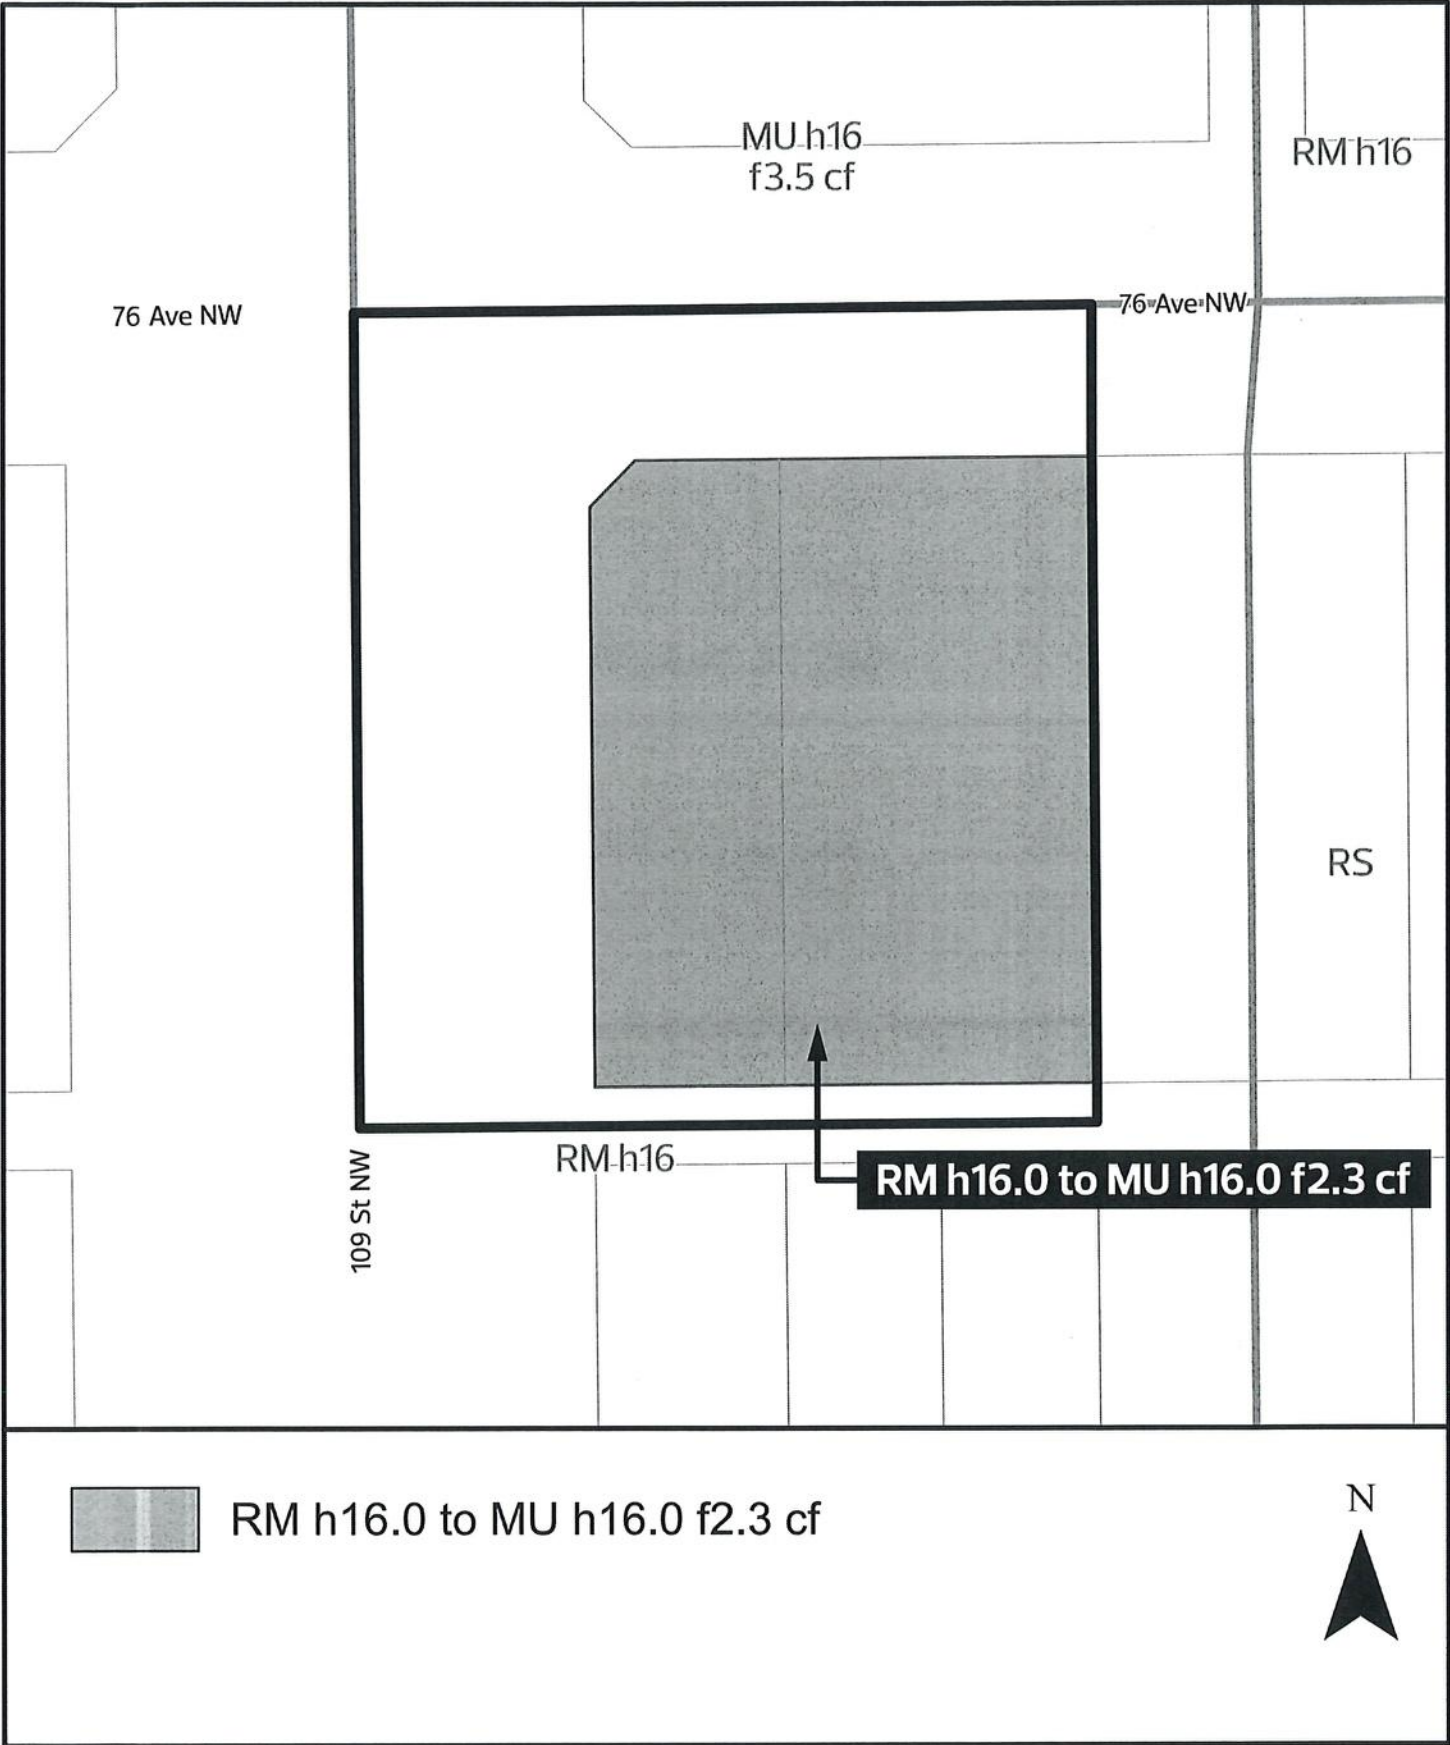 MU h16
f3.5 cf
RM h16
76 Ave NW
76 Ave NW
RS
RM h16
RM h16.0 to MU h16.0 f2.3 cf
109 St NW
RM h16.0 to MU h16.0 f2.3 cf
N